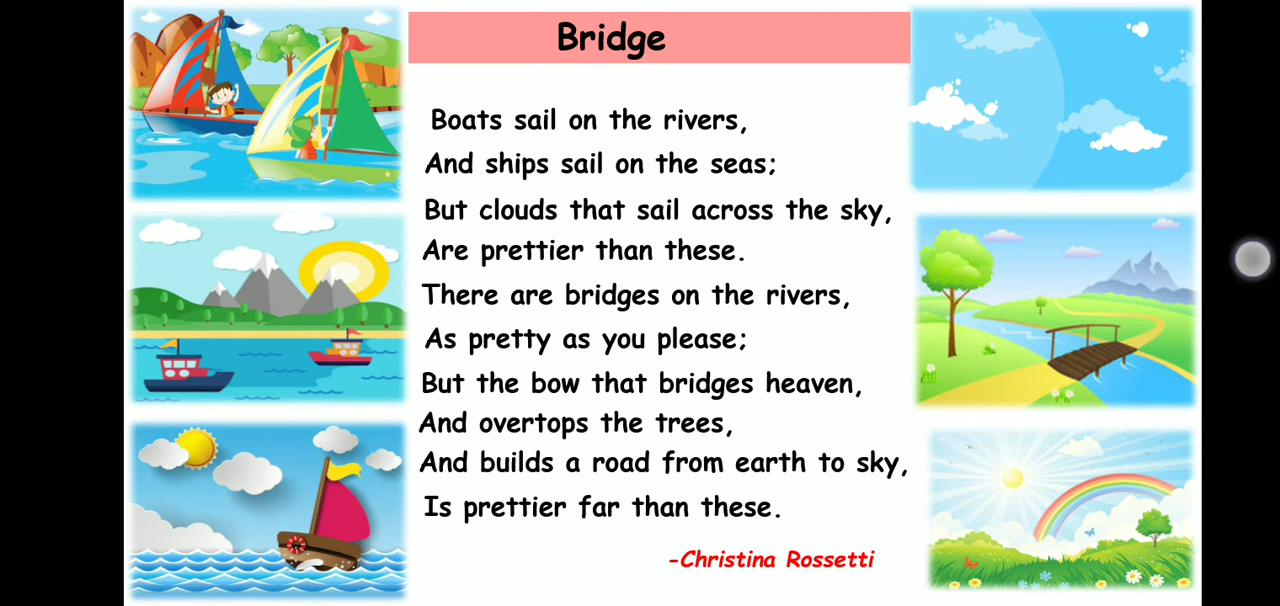 Bridge
Boats sail on the rivers,
And ships sail on the seas;
But clouds that sail across the sky,
Are prettier than these.
There are bridges on the rivers,
As pretty as you please;
But the bow that bridges heaven,
And overtops the trees,
And builds a road from earth to sky,
Is prettier far than these.
-Christina Rossetti